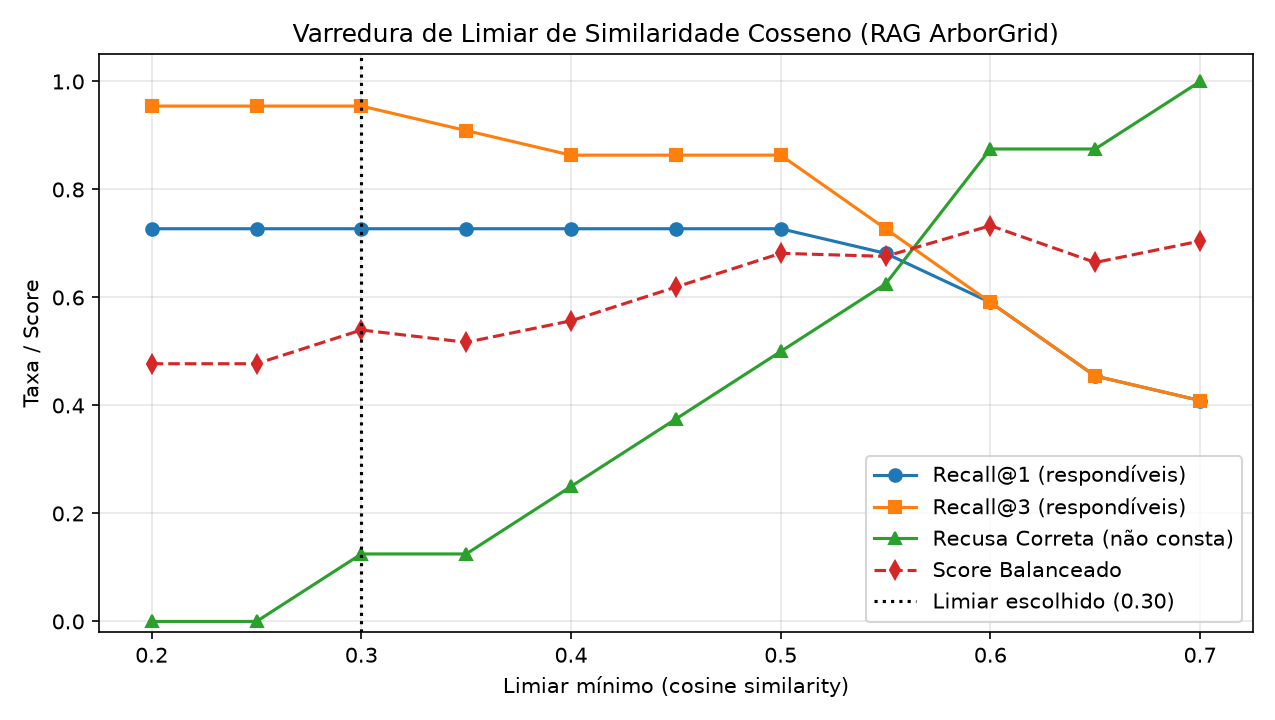 Varredura de Limiar de Similaridade Cosseno (RAG ArborGrid)
Taxa / Score
1.0
0.8
0.6
0.4
0.2
0.0
Recall@1 (respondíveis)
Recall@3 (respondíveis)
Recusa Correta (não consta)
Score Balanceado
Limiar escolhido (0.30)
0.2 0.3 0.4 0.5 0.6 0.7
Limiar mínimo (cosine similarity)